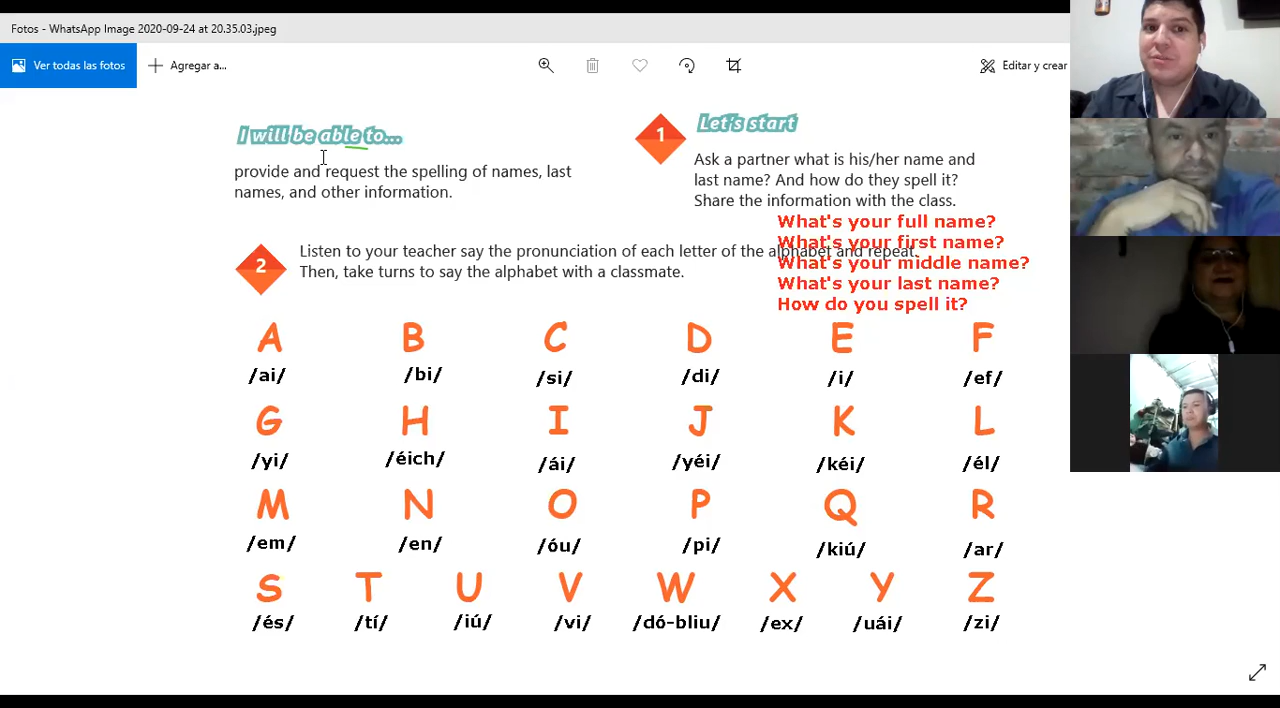 Fotos - WhatsApp Image 2020-09-24 at 20.35.03.jpeg
Ver todas las fotos
Agregar a...
Editar y crear
I will be able to...
provide and request the spelling of names, last
names, and other information.
1
Let's start
Ask a partner what is his/her name and
last name? And how do they spell it?
Share the information with the class.
What's your full name?
What's your first name?
What's your middle name?
What's your last name?
How do you spell it?
2
Listen to your teacher say the pronunciation of each letter of the alphabet and repeat.
Then, take turns to say the alphabet with a classmate.
A B C D E F
/ai/ /bi/ /si/ /di/ /i/ /ef/
G H I J K L
/yi/ /éich/ /ái/ /yéi/ /kéi/ /él/
M N O P Q R
/em/ /en/ /óu/ /pi/ /kiú/ /ar/
S T U V W X Y Z
/és/ /tí/ /iú/ /vi/ /dó-bliu/ /ex/ /uái/ /zi/